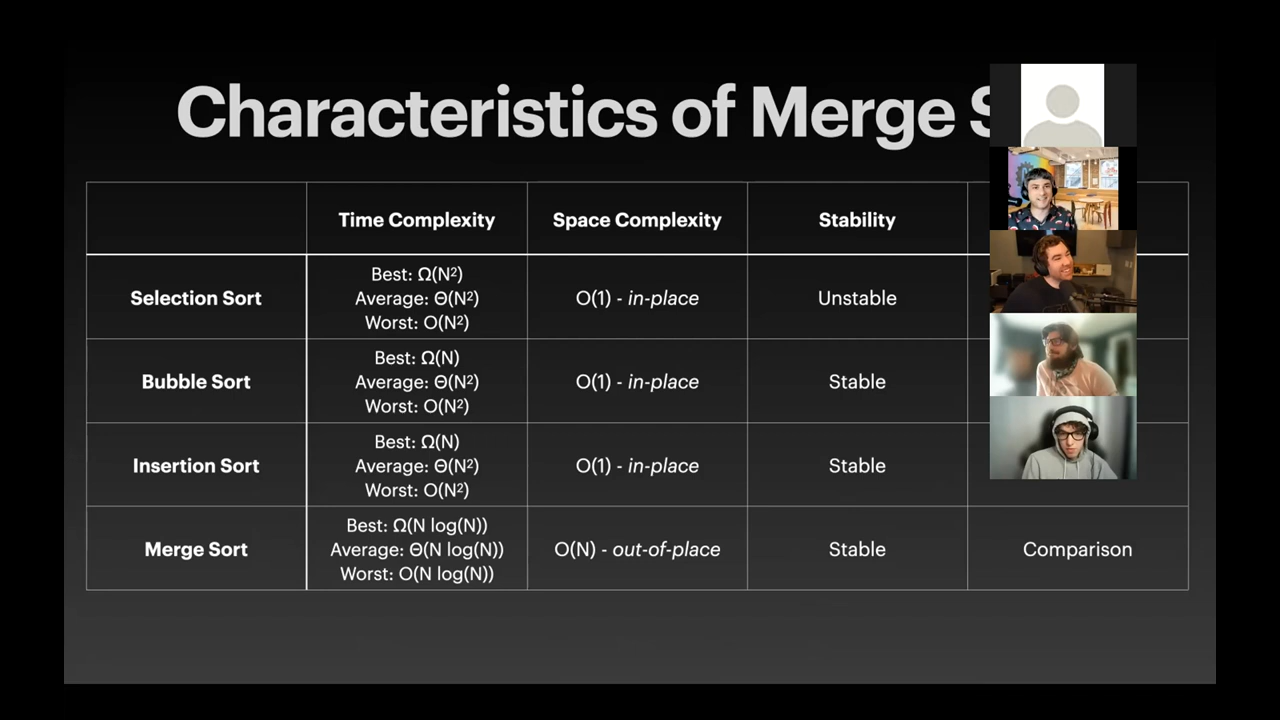 Characteristics of Merge
Time Complexity
Space Complexity
Stability
Selection Sort
Best: Ω(N²)
Average: Θ(N²)
Worst: O(N²)
O(1) - in-place
Unstable
Bubble Sort
Best: Ω(N)
Average: Θ(N²)
Worst: O(N²)
O(1) - in-place
Stable
Insertion Sort
Best: Ω(N)
Average: Θ(N²)
Worst: O(N²)
O(1) - in-place
Stable
Merge Sort
Best: Ω(N log(N))
Average: Θ(N log(N))
Worst: O(N log(N))
O(N) - out-of-place
Stable
Comparison